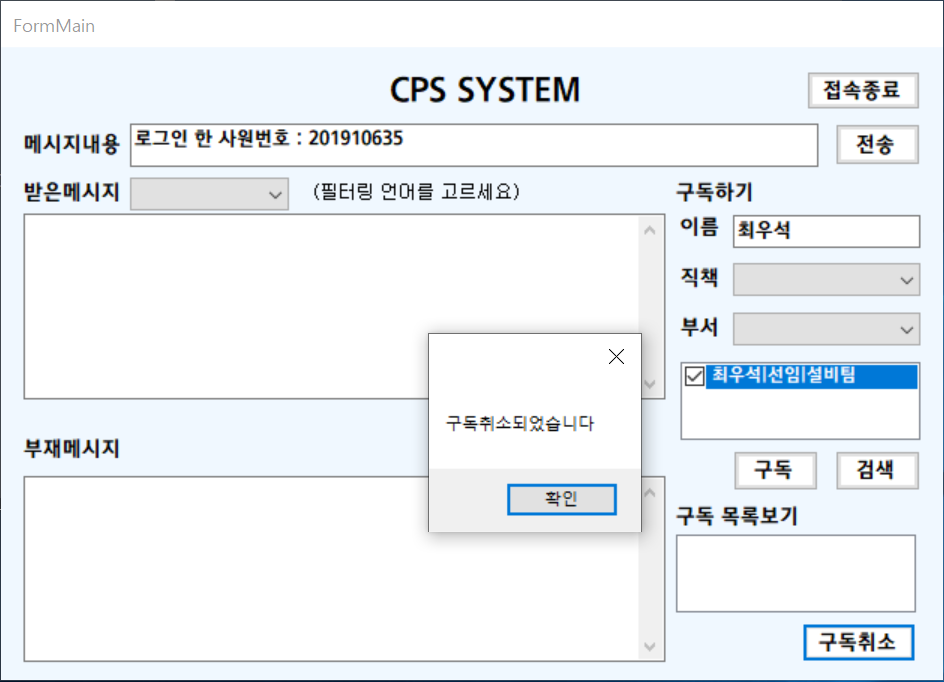 FormMain
CPS SYSTEM
접속종료
메시지내용
로그인 한 사원번호 : 201910635
전송
받은메시지
(필터링 언어를 고르세요)
구독하기
이름
최우석
직책
부서
최우석|선임|설비팀
구독취소되었습니다
확인
부재메시지
구독
검색
구독 목록보기
구독취소